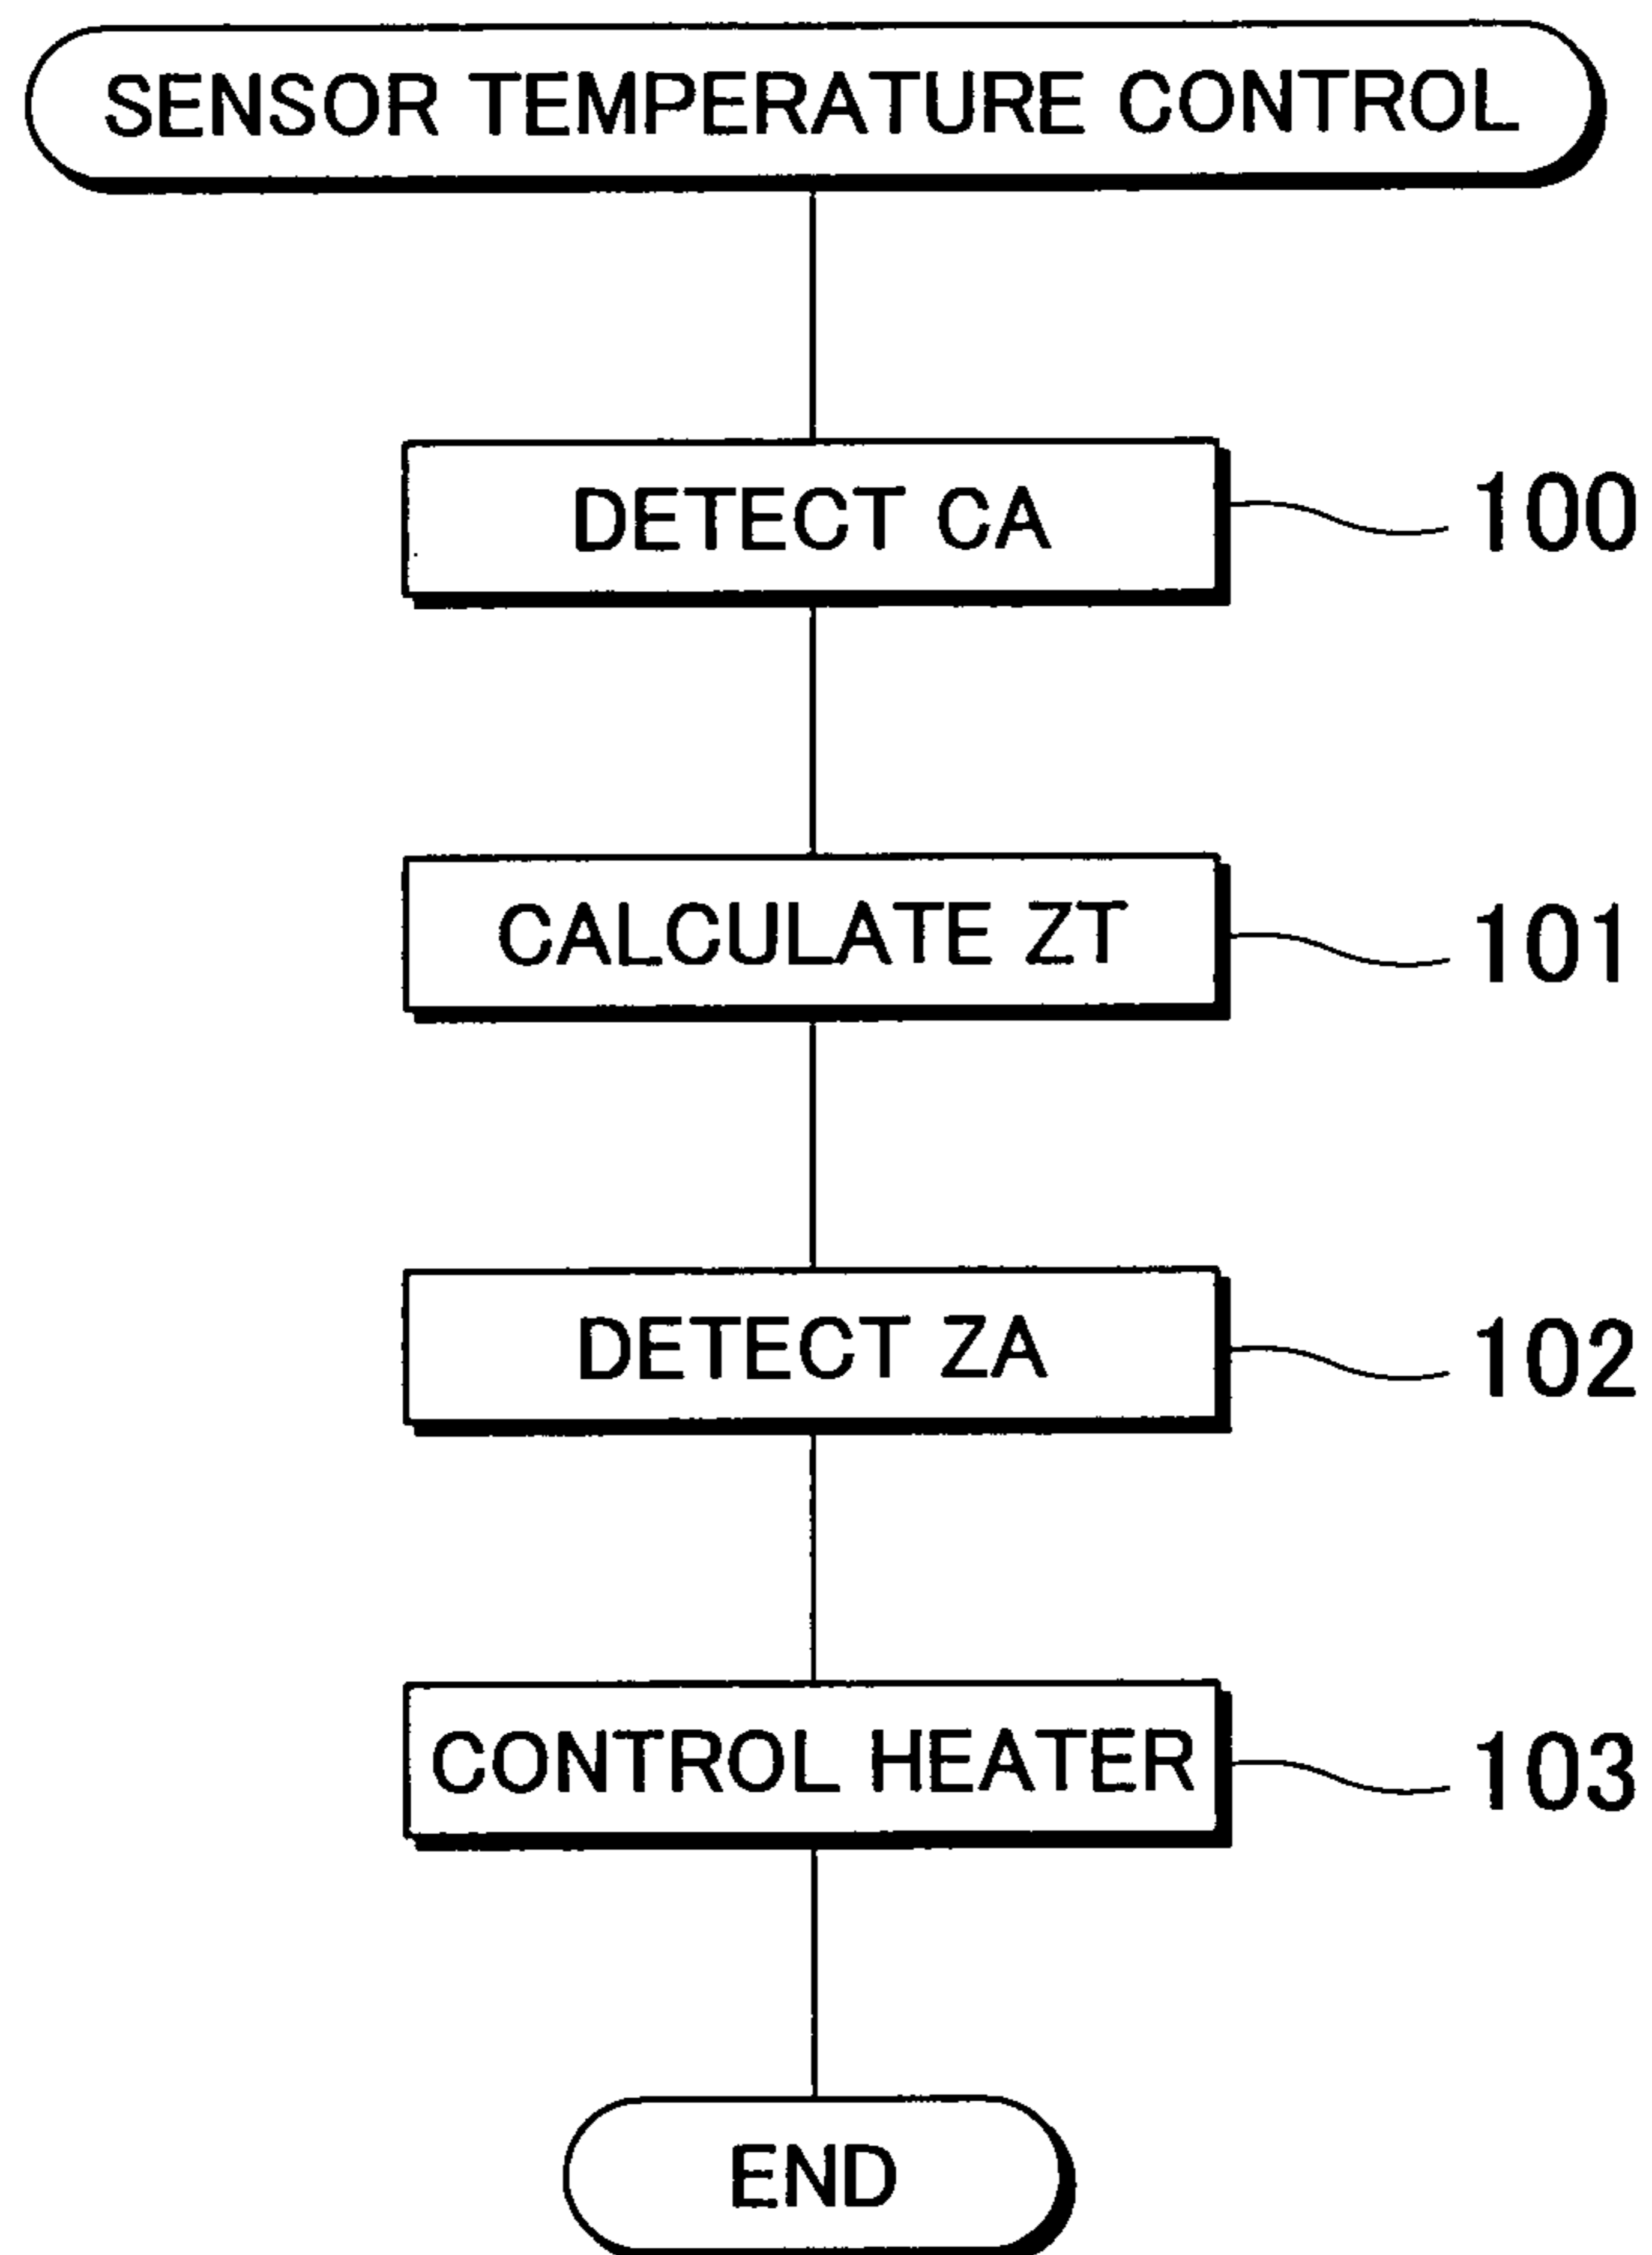 SENSOR TEMPERATURE CONTROL
DETECT CA
100
CALCULATE ZT
101
DETECT ZA
102
CONTROL HEATER
103
END